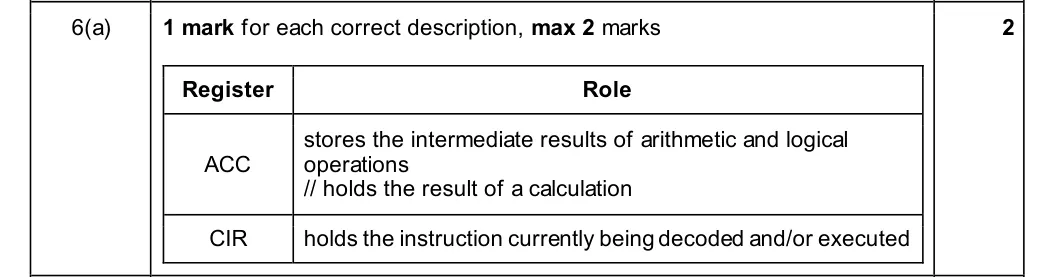 6(a) 1 mark for each correct description, max 2 marks 2
Register Role
ACC
stores the intermediate results of arithmetic and logical
operations
// holds the result of a calculation
CIR holds the instruction currently being decoded and/or executed